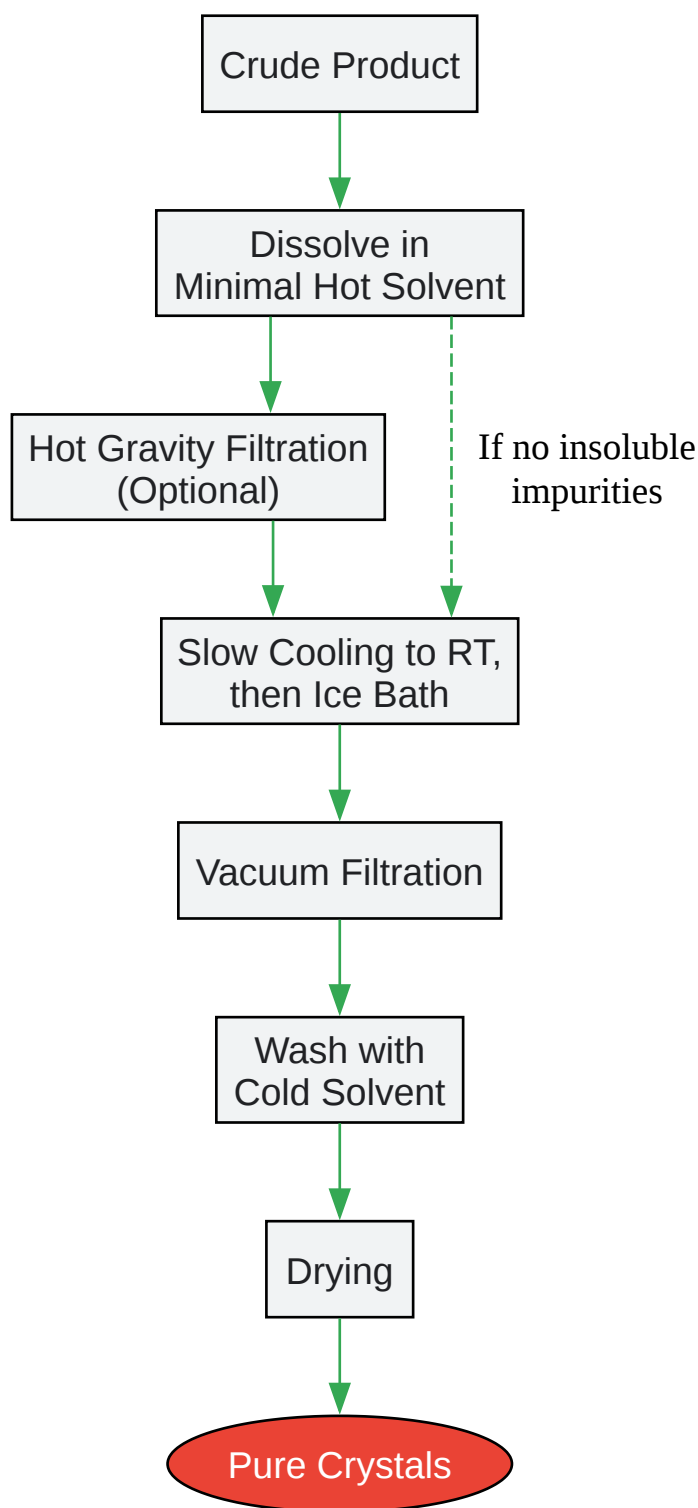 Crude Product
Dissolve in
Minimal Hot Solvent
Hot Gravity Filtration
(Optional)
If no insoluble
impurities
Slow Cooling to RT,
then Ice Bath
Vacuum Filtration
Wash with
Cold Solvent
Drying
Pure Crystals